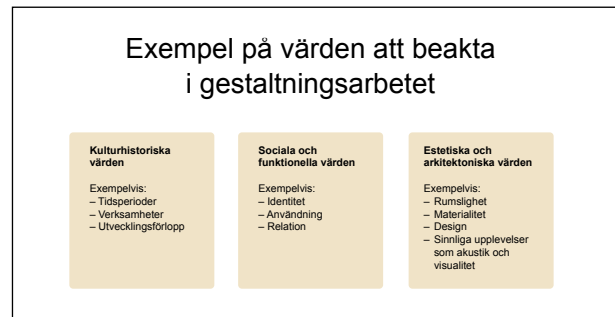 Exempel på värden att beakta
i gestaltningsarbetet
Kulturhistoriska
värden
Exempelvis:
– Tidsperioder
– Verksamheter
– Utvecklingsförlopp
Sociala och
funktionella värden
Exempelvis:
– Identitet
– Användning
– Relation
Estetiska och
arkitektoniska värden
Exempelvis:
– Rumslighet
– Materialitet
– Design
– Sinnliga upplevelser
som akustik och
visualitet